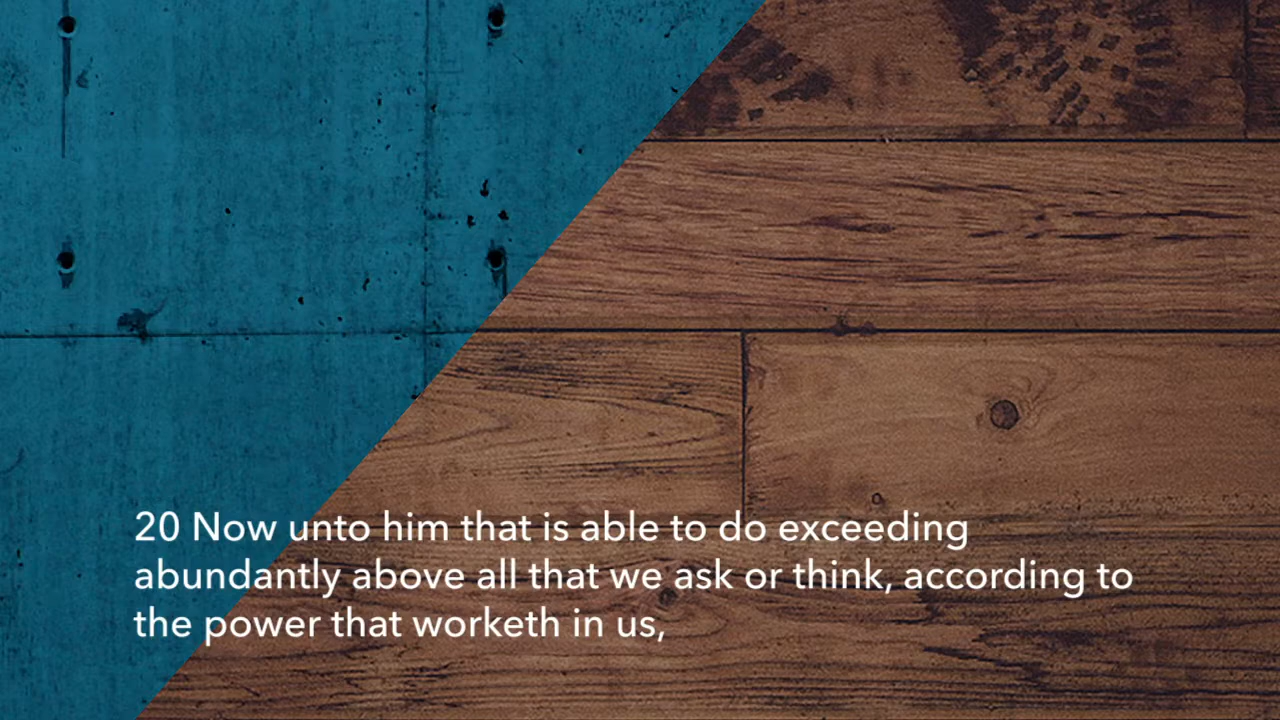 20 Now unto him that is able to do exceeding
abundantly above all that we ask or think, according to
the power that worketh in us,